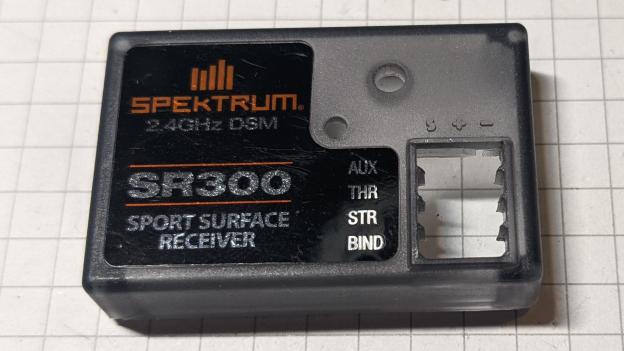 SPEKTRUM®
2.4GHz DSM
S + −
SR300
SPORT SURFACE
RECEIVER
AUX
THR
STR
BIND